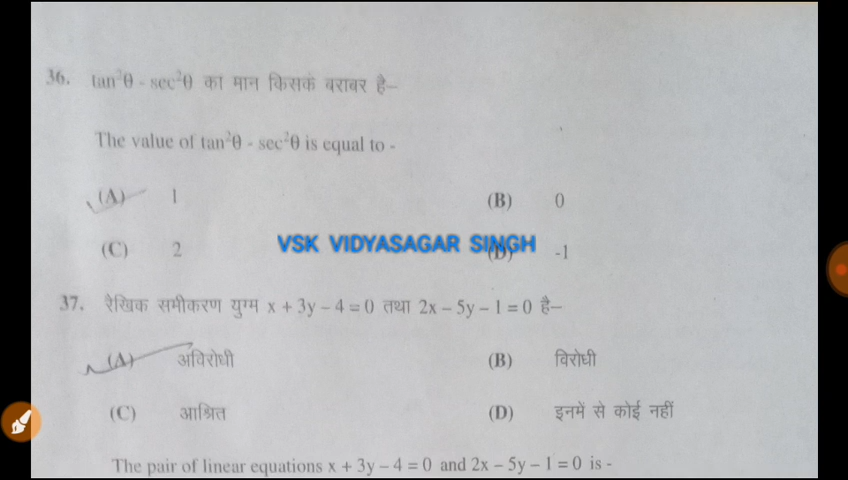 36. tan²θ - sec²θ का मान किसके बराबर है–
The value of tan²θ - sec²θ is equal to -
(A) 1 (B) 0
(C) 2 (D) -1
VSK VIDYASAGAR SINGH
37. रैखिक समीकरण युग्म x + 3y – 4 = 0 तथा 2x – 5y – 1 = 0 है–
(A) अविरोधी (B) विरोधी
(C) आश्रित (D) इनमें से कोई नहीं
The pair of linear equations x + 3y – 4 = 0 and 2x – 5y – 1 = 0 is -